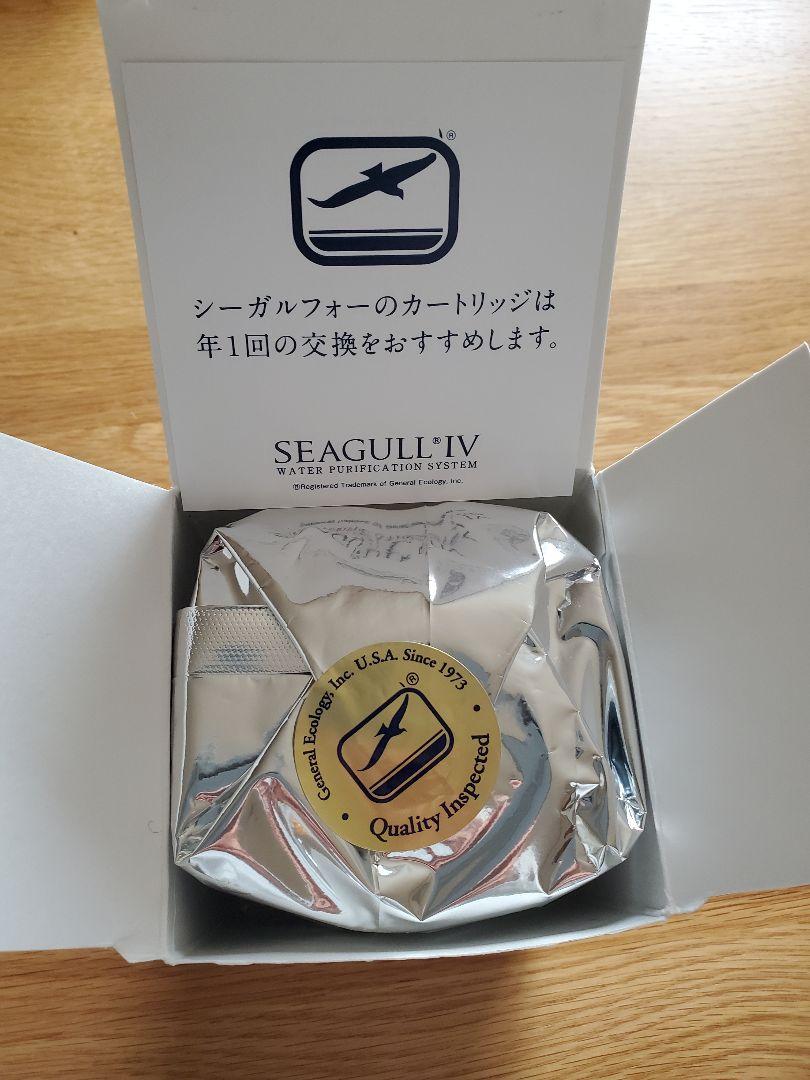 ®
シーガルフォーのカートリッジは
年1回の交換をおすすめします。
SEAGULL®IV
WATER PURIFICATION SYSTEM
®Registered Trademark of General Ecology, Inc.
General Ecology, Inc. U.S.A. Since 1973
®
• Quality Inspected •